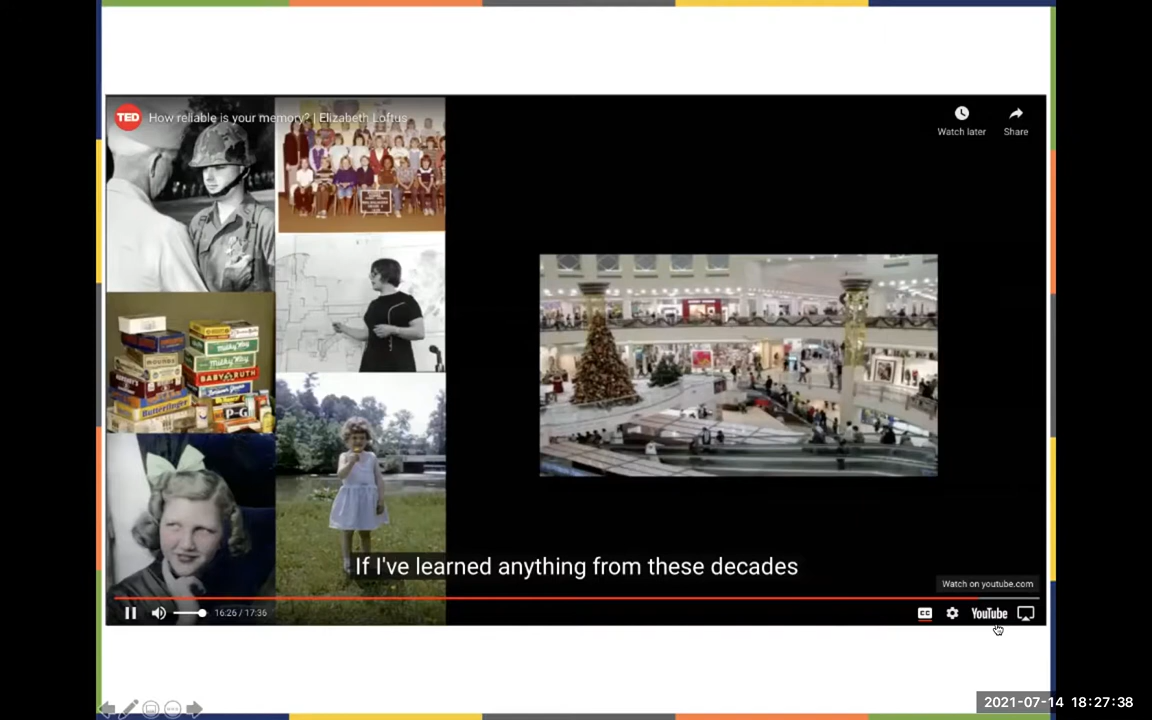 TED How reliable is your memory? | Elizabeth Loftus
Watch later
Share
Milky Way
BABY RUTH
MOUNDS
Butterfinger
P-G
If I've learned anything from these decades
Watch on youtube.com
16:26 / 17:36
CC
YouTube
2021-07-14 18:27:38